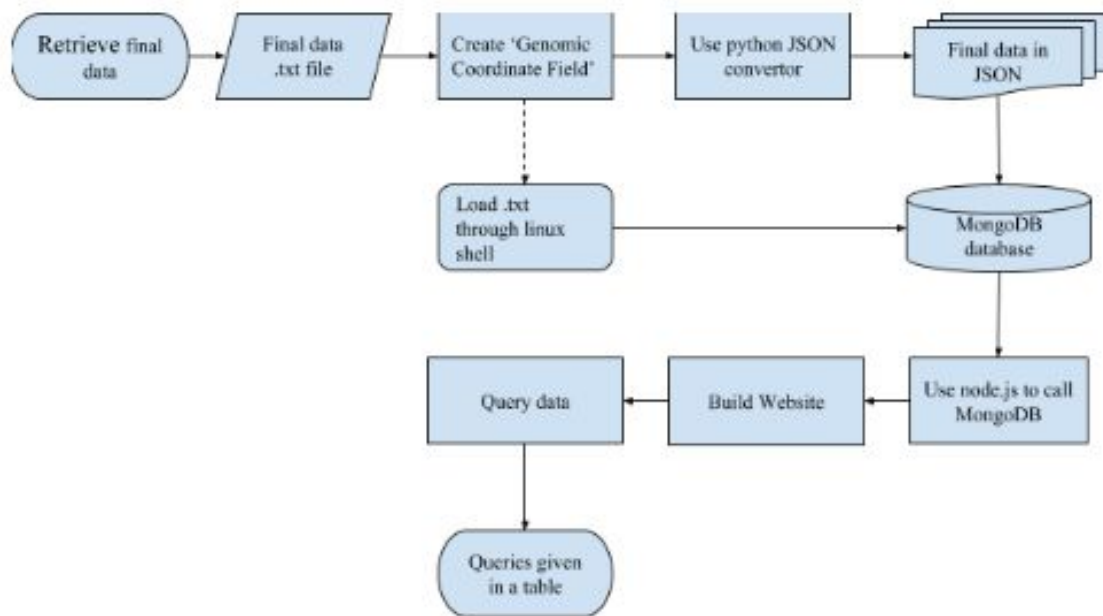 Retrieve final
data
Final data
.txt file
Create ‘Genomic
Coordinate Field’
Use python JSON
convertor
Final data in
JSON
Load .txt
through linux
shell
MongoDB
database
Query data
Build Website
Use node.js to call
MongoDB
Queries given
in a table